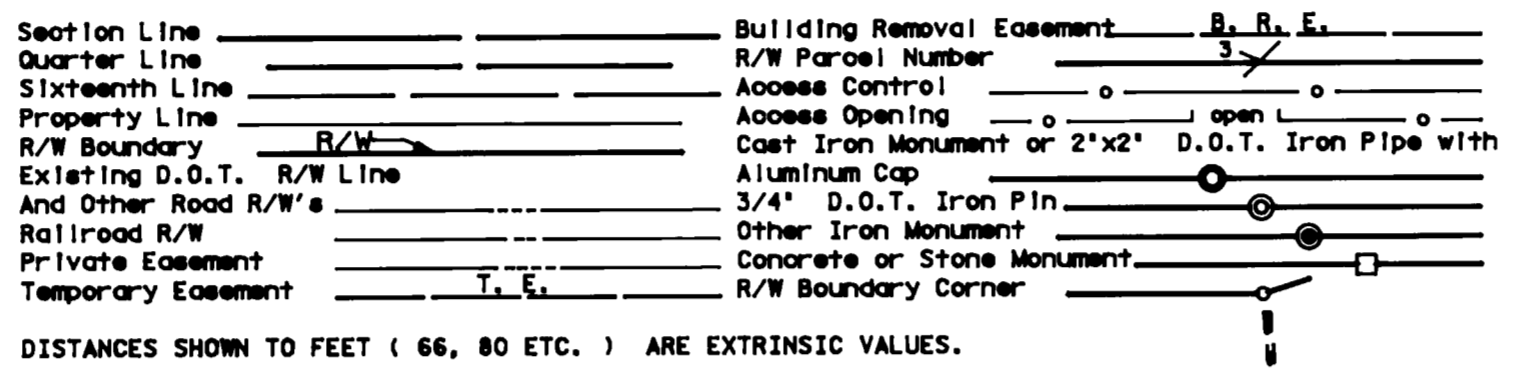 Section Line
Quarter Line
Sixteenth Line
Property Line
R/W Boundary R/W
Existing D.O.T. R/W Line
And Other Road R/W's
Railroad R/W
Private Easement
Temporary Easement T. E.
Building Removal Easement B. R. E.
R/W Parcel Number 3
Access Control
Access Opening open
Cast Iron Monument or 2"x2" D.O.T. Iron Pipe with
Aluminum Cap
3/4" D.O.T. Iron Pin
Other Iron Monument
Concrete or Stone Monument
R/W Boundary Corner
DISTANCES SHOWN TO FEET ( 66, 80 ETC. ) ARE EXTRINSIC VALUES.